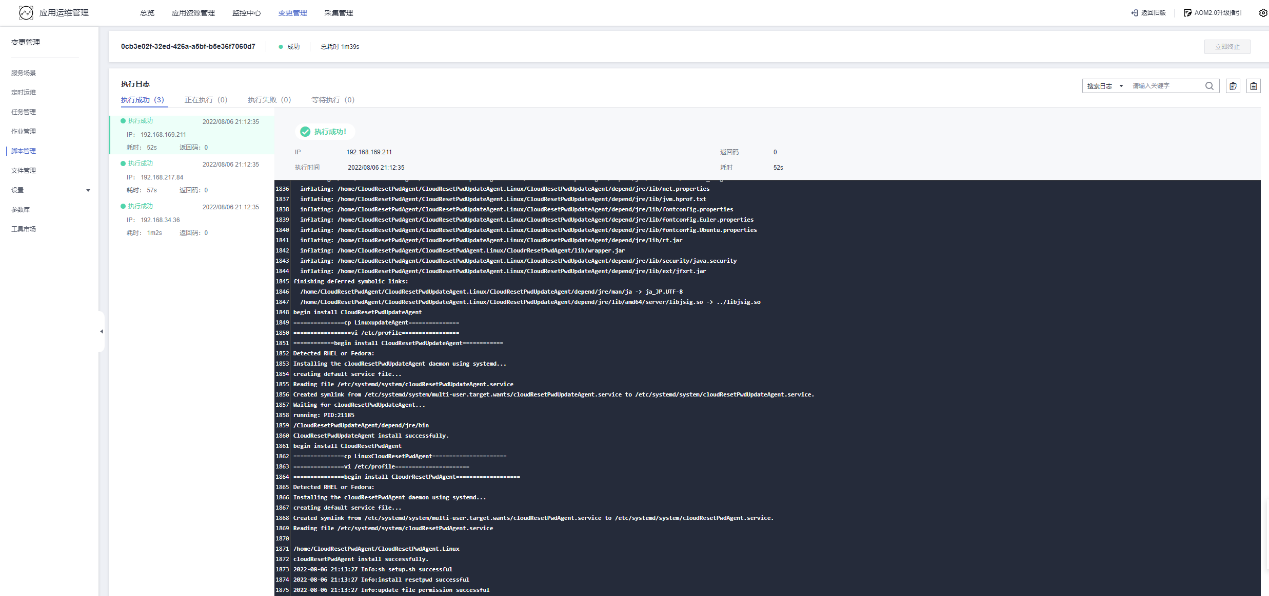 应用运维管理
总览
应用资源管理
监控中心
变更管理
采集管理
返回旧版
AOM2.0升级指引
变更管理
服务场景
定时运维
任务管理
作业管理
脚本管理
文件管理
设置
参数库
工具市场
0cb3e02f-32ed-426a-a6bf-b6e36f7060d7
成功
总耗时 1m39s
执行日志
执行成功（3）
正在执行（0）
执行失败（0）
等待执行（0）
搜索日志
请输入关键字
执行成功 2022/08/06 21:12:35
IP： 192.168.169.211
耗时： 52s 返回码： 0
执行成功 2022/08/06 21:12:35
IP： 192.168.217.84
耗时： 57s 返回码： 0
执行成功 2022/08/06 21:12:35
IP： 192.168.34.36
耗时： 1m2s 返回码： 0
执行成功!
IP 192.168.169.211 返回码 0
执行时间 2022/08/06 21:12:35 耗时 52s
1836 inflating: /home/CloudResetPwdAgent/CloudResetPwdUpdateAgent.Linux/CloudResetPwdUpdateAgent/depend/jre/lib/net.properties
1837 inflating: /home/CloudResetPwdAgent/CloudResetPwdUpdateAgent.Linux/CloudResetPwdUpdateAgent/depend/jre/lib/jvm.hprof.txt
1838 inflating: /home/CloudResetPwdAgent/CloudResetPwdUpdateAgent.Linux/CloudResetPwdUpdateAgent/depend/jre/lib/fontconfig.properties
1839 inflating: /home/CloudResetPwdAgent/CloudResetPwdUpdateAgent.Linux/CloudResetPwdUpdateAgent/depend/jre/lib/fontconfig.Euler.properties
1840 inflating: /home/CloudResetPwdAgent/CloudResetPwdUpdateAgent.Linux/CloudResetPwdUpdateAgent/depend/jre/lib/fontconfig.Ubuntu.properties
1841 inflating: /home/CloudResetPwdAgent/CloudResetPwdUpdateAgent.Linux/CloudResetPwdUpdateAgent/depend/jre/lib/rt.jar
1842 inflating: /home/CloudResetPwdAgent/CloudResetPwdAgent.Linux/CloudrResetPwdAgent/lib/wrapper.jar
1843 inflating: /home/CloudResetPwdAgent/CloudResetPwdUpdateAgent.Linux/CloudResetPwdUpdateAgent/depend/jre/lib/security/java.security
1844 inflating: /home/CloudResetPwdAgent/CloudResetPwdUpdateAgent.Linux/CloudResetPwdUpdateAgent/depend/jre/lib/ext/jfxrt.jar
1845 finishing deferred symbolic links:
1846 /home/CloudResetPwdAgent/CloudResetPwdUpdateAgent.Linux/CloudResetPwdUpdateAgent/depend/jre/man/ja -> ja_JP.UTF-8
1847 /home/CloudResetPwdAgent/CloudResetPwdUpdateAgent.Linux/CloudResetPwdUpdateAgent/depend/jre/lib/amd64/server/libjsig.so -> ../libjsig.so
1848 begin install CloudResetPwdUpdateAgent
1849 ===============cp LinuxupdateAgent===============
1850 =================vi /etc/profile=================
1851 ============begin install CloudResetPwdUpdateAgent============
1852 Detected RHEL or Fedora:
1853 Installing the cloudResetPwdUpdateAgent daemon using systemd...
1854 creating default service file...
1855 Reading file /etc/systemd/system/cloudResetPwdUpdateAgent.service
1856 Created symlink from /etc/systemd/system/multi-user.target.wants/cloudResetPwdUpdateAgent.service to /etc/systemd/system/cloudResetPwdUpdateAgent.service.
1857 Waiting for cloudResetPwdUpdateAgent...
1858 running: PID:21185
1859 /CloudResetPwdUpdateAgent/depend/jre/bin
1860 CloudResetPwdUpdateAgent install successfully.
1861 begin install CloudResetPwdAgent
1862 ===============cp LinuxCloudResetPwdAgent======================
1863 ===============vi /etc/profile======================
1864 ===============begin install CloudrResetPwdAgent===================
1865 Detected RHEL or Fedora:
1866 Installing the cloudResetPwdAgent daemon using systemd...
1867 creating default service file...
1868 Created symlink from /etc/systemd/system/multi-user.target.wants/cloudResetPwdAgent.service to /etc/systemd/system/cloudResetPwdAgent.service.
1869 Reading file /etc/systemd/system/cloudResetPwdAgent.service
1870
1871 /home/CloudResetPwdAgent/CloudResetPwdAgent.Linux
1872 cloudResetPwdAgent install successfully.
1873 2022-08-06 21:13:27 Info:sh setup.sh successful
1874 2022-08-06 21:13:27 Info:install resetpwd successful
1875 2022-08-06 21:13:27 Info:update file permission successful